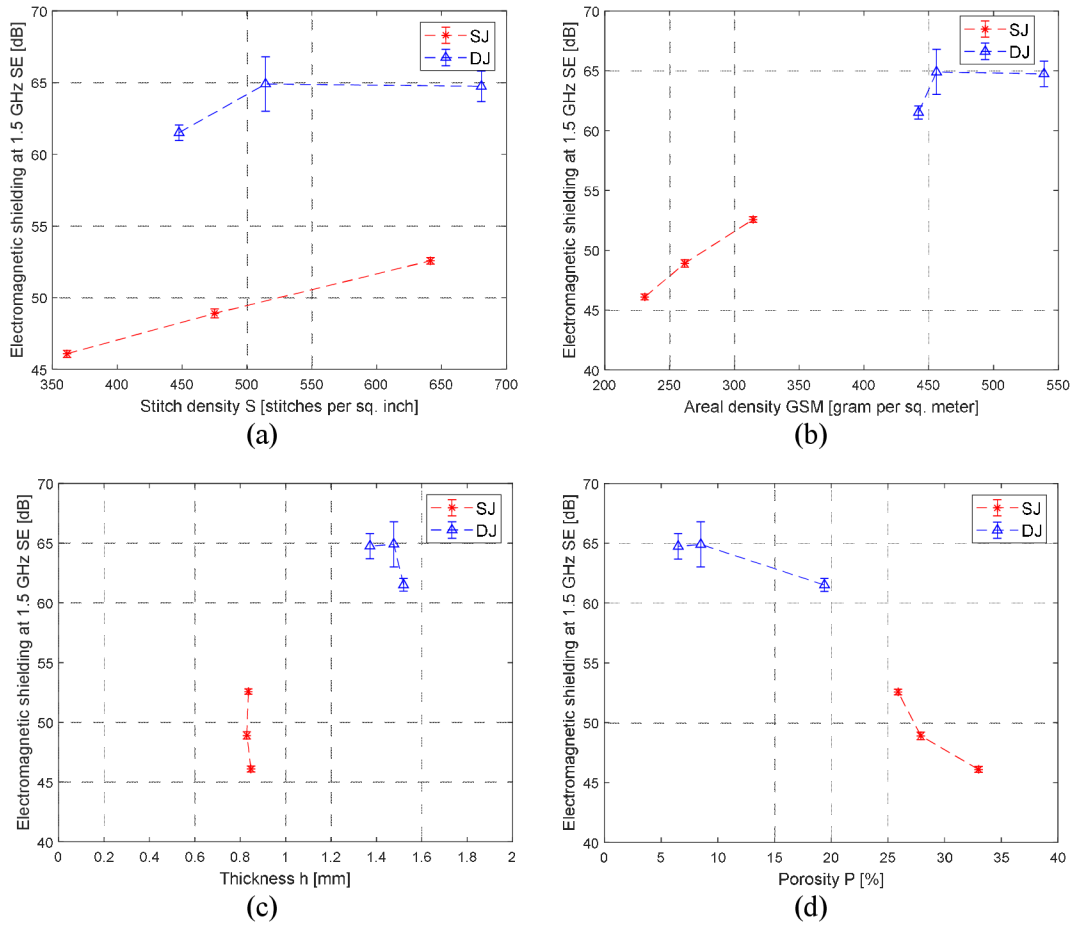 Electromagnetic shielding at 1.5 GHz SE [dB]
70
65
60
55
50
45
350 400 450 500 550 600 650 700
Stitch density S [stitches per sq. inch]
SJ
DJ
(a)
Electromagnetic shielding at 1.5 GHz SE [dB]
70
65
60
55
50
45
40
200 250 300 350 400 450 500 550
Areal density GSM [gram per sq. meter]
SJ
DJ
(b)
Electromagnetic shielding at 1.5 GHz SE [dB]
70
65
60
55
50
45
40
0 0.2 0.4 0.6 0.8 1 1.2 1.4 1.6 1.8 2
Thickness h [mm]
SJ
DJ
(c)
Electromagnetic shielding at 1.5 GHz SE [dB]
70
65
60
55
50
45
40
0 5 10 15 20 25 30 35 40
Porosity P [%]
SJ
DJ
(d)